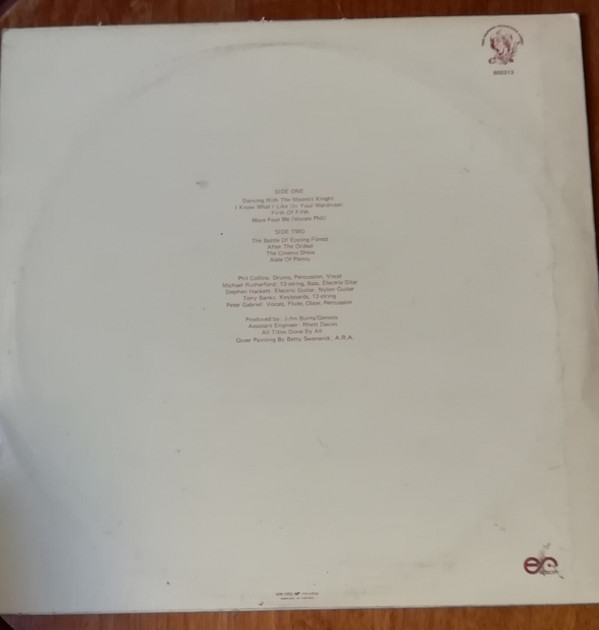 800213
SIDE ONE
Dancing With The Moonlit Knight
I Know What I Like (In Your Wardrobe)
Firth Of Fifth
More Fool Me (Vocals Phil)
SIDE TWO
The Battle Of Epping Forest
After The Ordeal
The Cinema Show
Aisle Of Plenty
Phil Collins: Drums, Percussion, Vocal
Michael Rutherford: 12-string, Bass, Electric Sitar
Stephen Hackett: Electric Guitar, Nylon Guitar
Tony Banks: Keyboards, 12-string
Peter Gabriel: Vocals, Flute, Oboe, Percussion
Produced by: John Burns/Genesis
Assistant Engineer: Rhett Davies
All Titles Done By All
Cover Painting By Betty Swanwick, A.R.A.